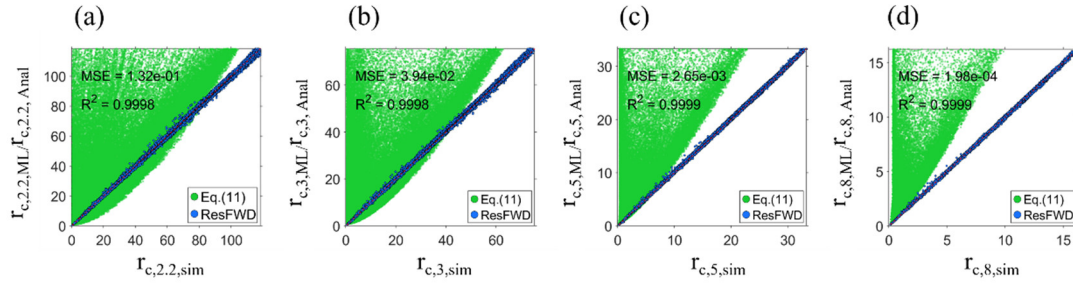 (a)
r_c,2.2,ML/r_c,2.2, Anal
100
80
60
40
20
0
MSE = 1.32e-01
R² = 0.9998
Eq.(11)
ResFWD
0 20 40 60 80 100
r_c,2.2,sim
(b)
r_c,3,ML/r_c,3, Anal
60
40
20
0
MSE = 3.94e-02
R² = 0.9998
Eq.(11)
ResFWD
0 20 40 60
r_c,3,sim
(c)
r_c,5,ML/r_c,5, Anal
30
20
10
0
MSE = 2.65e-03
R² = 0.9999
Eq.(11)
ResFWD
0 10 20 30
r_c,5,sim
(d)
r_c,8,ML/r_c,8, Anal
15
10
5
0
MSE = 1.98e-04
R² = 0.9999
Eq.(11)
ResFWD
0 5 10 15
r_c,8,sim